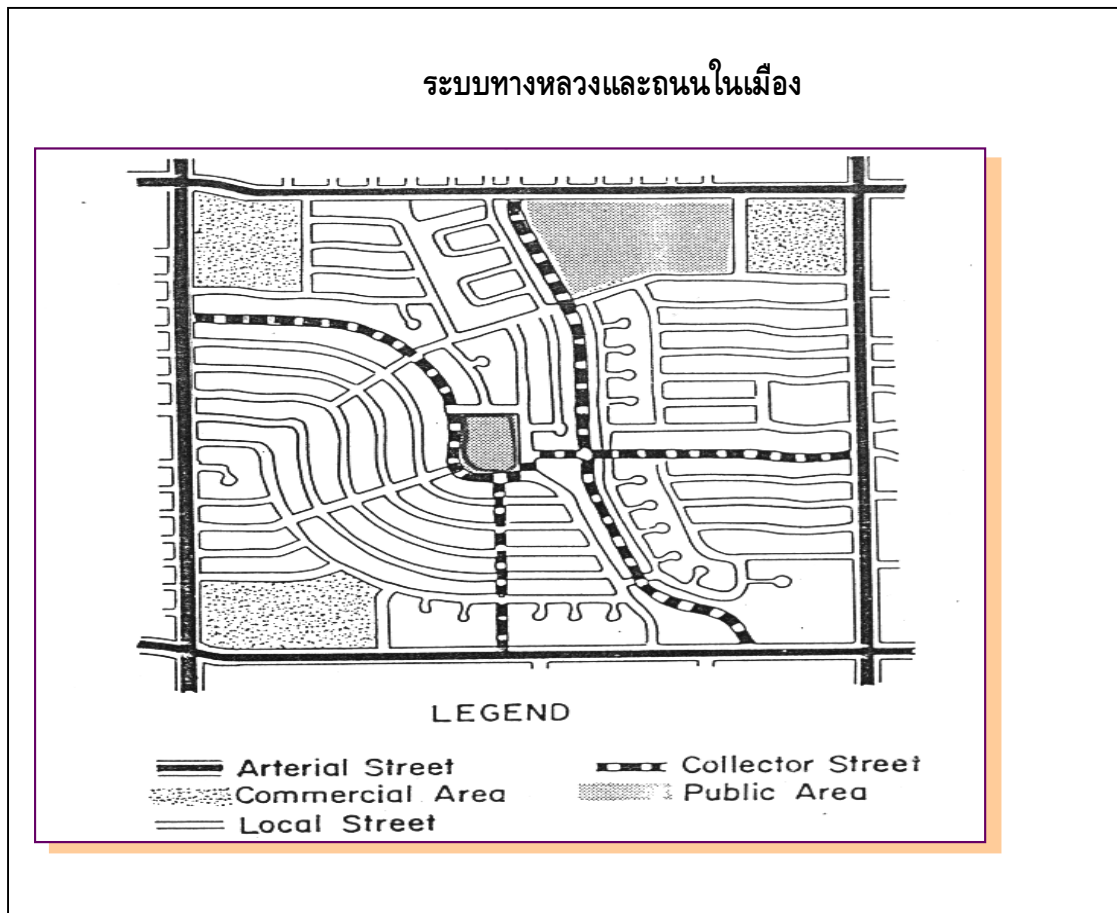 ระบบทางหลวงและถนนในเมือง
LEGEND
Arterial Street
Collector Street
Commercial Area
Public Area
Local Street